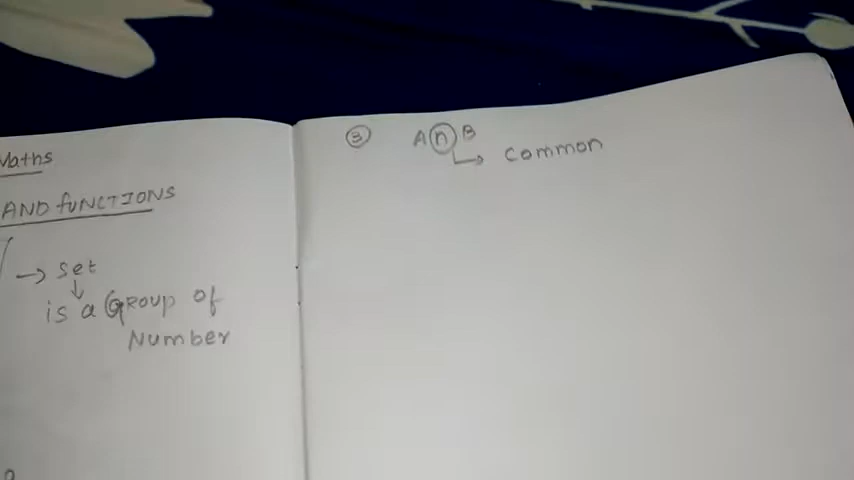 Maths
AND FUNCTIONS
→ Set
↓
is a Group of
Number
③ A ∩ B
↳ common